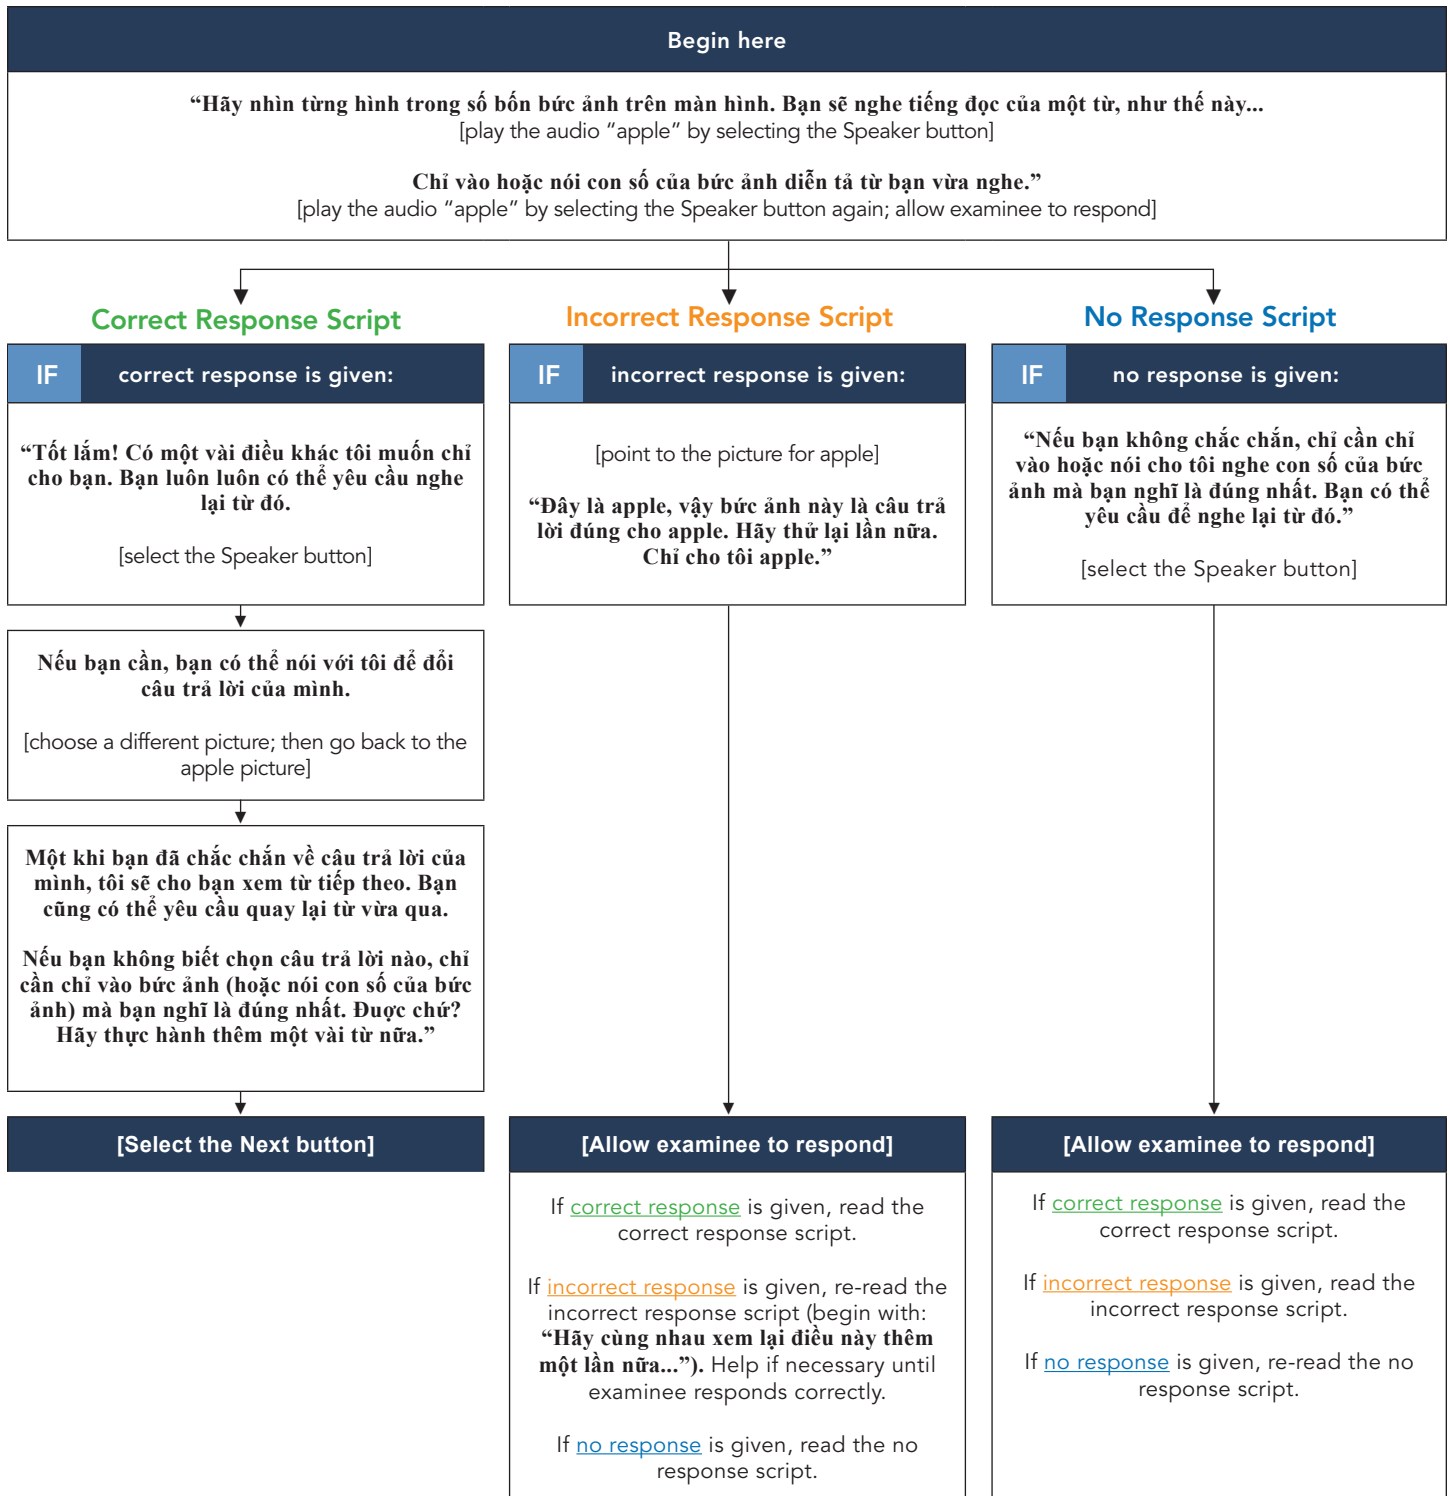 Begin here
“Hãy nhìn từng hình trong số bốn bức ảnh trên màn hình. Bạn sẽ nghe tiếng đọc của một từ, như thế này...
[play the audio “apple” by selecting the Speaker button]
Chỉ vào hoặc nói con số của bức ảnh diễn tả từ bạn vừa nghe.”
[play the audio “apple” by selecting the Speaker button again; allow examinee to respond]
Correct Response Script
IF correct response is given:
“Tốt lắm! Có một vài điều khác tôi muốn chỉ
cho bạn. Bạn luôn luôn có thể yêu cầu nghe
lại từ đó.
[select the Speaker button]
Nếu bạn cần, bạn có thể nói với tôi để đổi
câu trả lời của mình.
[choose a different picture; then go back to the
apple picture]
Một khi bạn đã chắc chắn về câu trả lời của
mình, tôi sẽ cho bạn xem từ tiếp theo. Bạn
cũng có thể yêu cầu quay lại từ vừa qua.
Nếu bạn không biết chọn câu trả lời nào, chỉ
cần chỉ vào bức ảnh (hoặc nói con số của bức
ảnh) mà bạn nghĩ là đúng nhất. Được chứ?
Hãy thực hành thêm một vài từ nữa.”
[Select the Next button]
Incorrect Response Script
IF incorrect response is given:
[point to the picture for apple]
“Đây là apple, vậy bức ảnh này là câu trả
lời đúng cho apple. Hãy thử lại lần nữa.
Chỉ cho tôi apple.”
[Allow examinee to respond]
If correct response is given, read the
correct response script.
If incorrect response is given, re-read the
incorrect response script (begin with:
“Hãy cùng nhau xem lại điều này thêm
một lần nữa...”). Help if necessary until
examinee responds correctly.
If no response is given, read the no
response script.
No Response Script
IF no response is given:
“Nếu bạn không chắc chắn, chỉ cần chỉ
vào hoặc nói cho tôi nghe con số của bức
ảnh mà bạn nghĩ là đúng nhất. Bạn có thể
yêu cầu để nghe lại từ đó.”
[select the Speaker button]
[Allow examinee to respond]
If correct response is given, read the
correct response script.
If incorrect response is given, read the
incorrect response script.
If no response is given, re-read the no
response script.